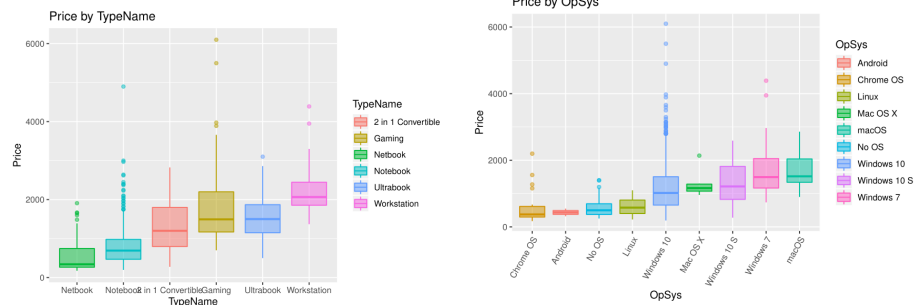 Price by TypeName
6000
4000
2000
0
Price
Netbook Notebook 2 in 1 Convertible Gaming Ultrabook Workstation
TypeName
TypeName
2 in 1 Convertible
Gaming
Netbook
Notebook
Ultrabook
Workstation
Price by OpSys
6000
4000
2000
0
Price
Chrome OS
Android
No OS
Linux
Windows 10
Mac OS X
Windows 10 S
Windows 7
macOS
OpSys
OpSys
Android
Chrome OS
Linux
Mac OS X
macOS
No OS
Windows 10
Windows 10 S
Windows 7